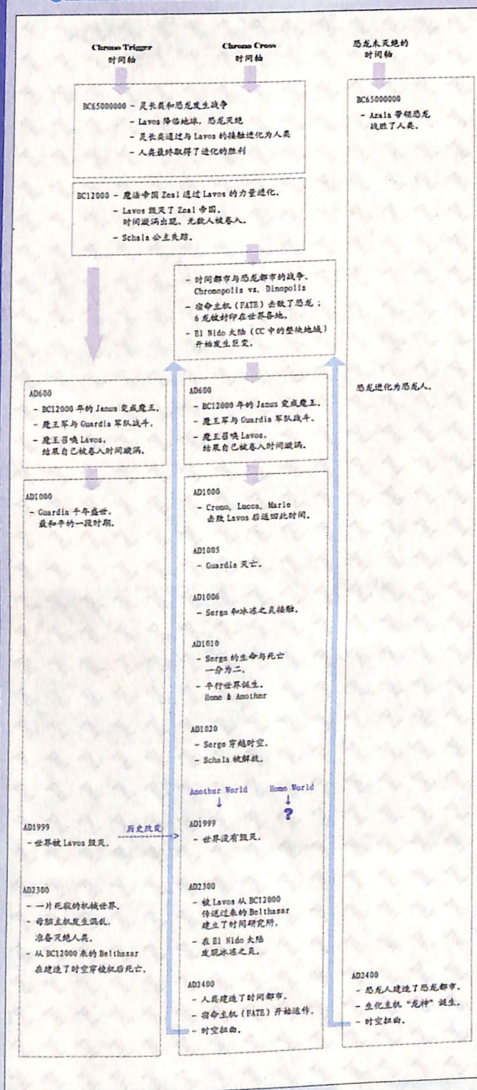 Chrono Trigger
时间轴
Chrono Cross
时间轴
恐龙未灭绝的
时间轴
BC65000000 - 灵长类和恐龙发生战争
- Lavos 降临地球，恐龙灭绝
- 灵长类通过与 Lavos 的接触进化为人类
- 人类最终取得了进化的胜利
BC65000000
- Azala 带领恐龙
战胜了人类。
BC12000 - 魔法帝国 Zeal 通过 Lavos 的力量进化。
- Lavos 毁灭了 Zeal 帝国。
时间漩涡出现，无数人被卷入。
- Schala 公主失踪。
- 时间都市与恐龙都市的战争。
Chronopolis vs. Dinopolis
- 宿命主机（FATE）击败了恐龙；
6 龙被封印在世界各地。
- El Nido 大陆（CC 中的整块地域）
开始发生巨变。
AD600
- BC12000 年的 Janus 变成魔王。
- 魔王军与 Guardia 军队战斗。
- 魔王召唤 Lavos，
结果自己被卷入时间漩涡。
AD600
- BC12000 年的 Janus 变成魔王。
- 魔王军与 Guardia 军队战斗。
- 魔王召唤 Lavos，
结果自己被卷入时间漩涡。
恐龙进化为恐龙人。
AD1000
- Guardia 千年盛世，
最和平的一段时期。
AD1000
- Crono、Lucca、Marle
击败 Lavos 后返回此时间。
AD1005
- Guardia 灭亡。
AD1006
- Serge 和冰冻之炎接触。
AD1010
- Serge 的生命与死亡
一分为二。
- 平行世界诞生。
Home & Another
AD1020
- Serge 穿越时空。
- Schala 被解放。
Another World
Home World
?
AD1999
- 世界被 Lavos 毁灭。
历史改变
AD1999
- 世界没有毁灭。
AD2300
- 一片死寂的机械世界。
- 母脑主机发生混乱，
准备灭绝人类。
- 从 BC12000 来的 Belthasar
在建造了时空穿梭机后死亡。
AD2300
- 被 Lavos 从 BC12000
传送过来的 Belthasar
建立了时间研究所。
- 在 El Nido 大陆
发现冰冻之炎。
AD2400
- 人类建造了时间都市。
- 宿命主机（FATE）开始运作。
- 时空扭曲。
AD2400
- 恐龙人建造了恐龙都市。
- 生化主机“龙神”诞生。
- 时空扭曲。